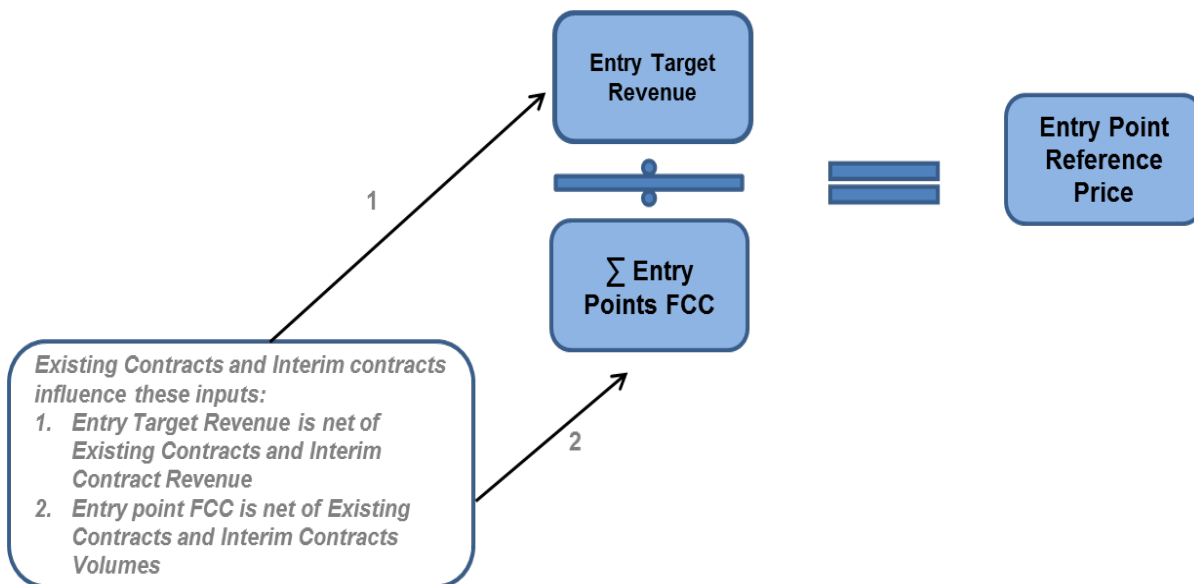 Entry Target
Revenue
Entry Point
Reference
Price
1
∑ Entry
Points FCC
Existing Contracts and Interim contracts
influence these inputs:
1. Entry Target Revenue is net of
Existing Contracts and Interim
Contract Revenue
2. Entry point FCC is net of Existing
Contracts and Interim Contracts
Volumes
2